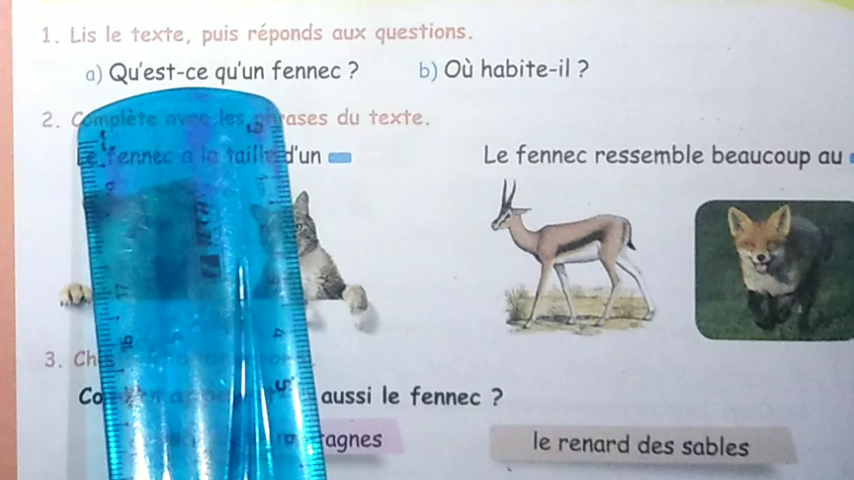 1. Lis le texte, puis réponds aux questions.
a) Qu'est-ce qu'un fennec ? b) Où habite-il ?
2. Complète avec les phrases du texte.
Le fennec a la taille d'un Le fennec ressemble beaucoup au
3. Ch
Co aussi le fennec ?
le renard des sables